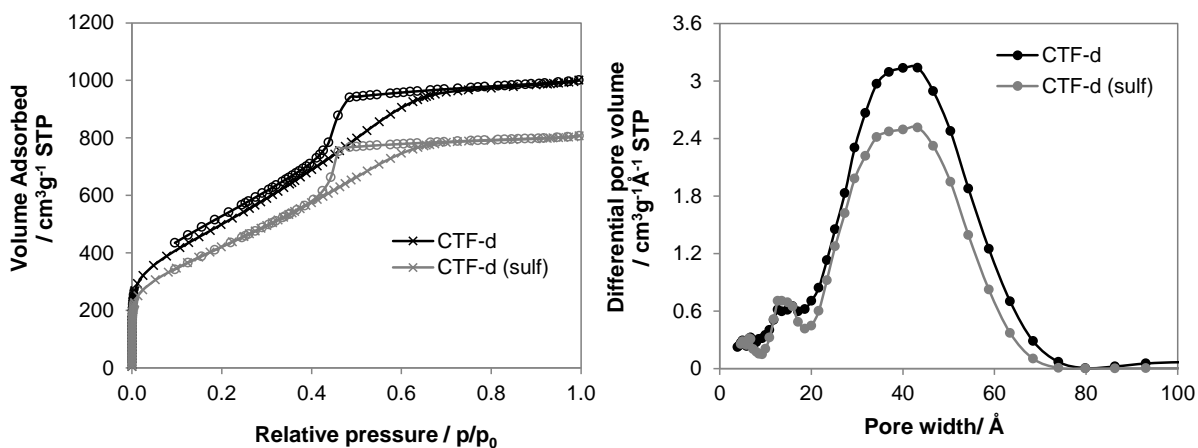 Volume Adsorbed
/ cm³g⁻¹ STP
1200
1000
800
600
400
200
0
CTF-d
CTF-d (sulf)
0.0 0.2 0.4 0.6 0.8 1.0
Relative pressure / p/p₀
Differential pore volume
/ cm³g⁻¹Å⁻¹ STP
3.6
3
2.4
1.8
1.2
0.6
0
CTF-d
CTF-d (sulf)
0 20 40 60 80 100
Pore width/ Å